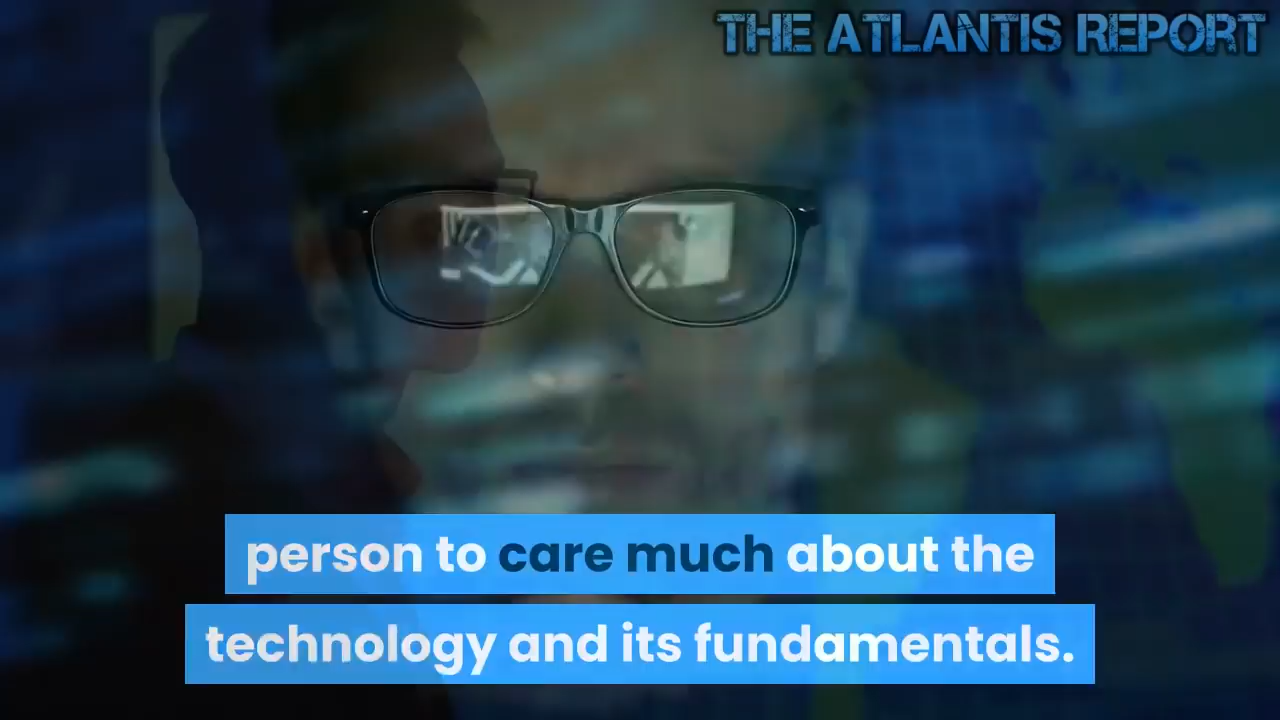 THE ATLANTIS REPORT
person to care much about the
technology and its fundamentals.